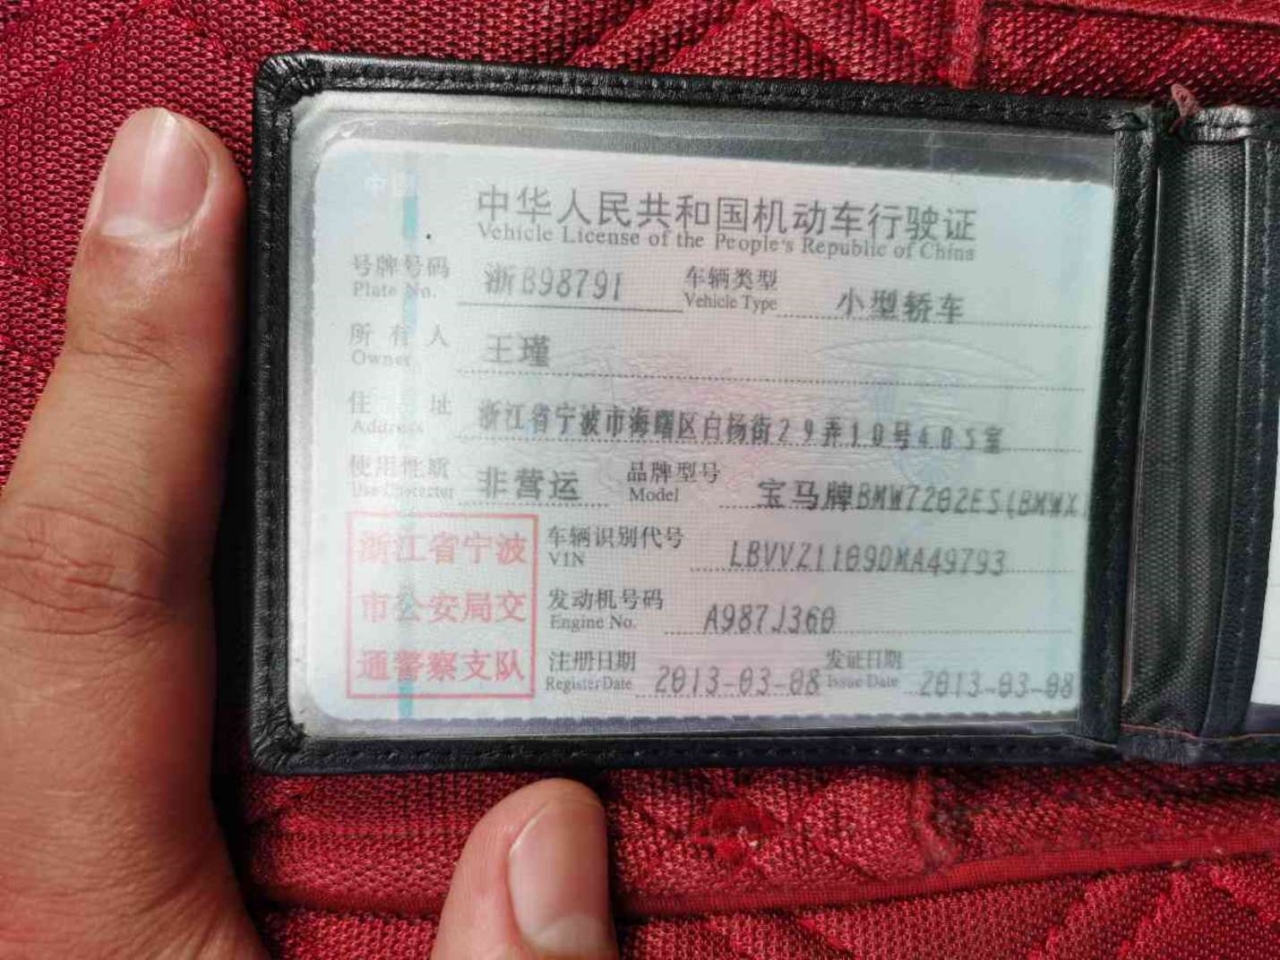 中华人民共和国机动车行驶证
Vehicle License of the People's Republic of China
号牌号码 浙B98791 车辆类型 小型轿车
Plate No. Vehicle Type
所有人 王瑾
Owner
住址 浙江省宁波市海曙区白杨街29弄10号405室
Address
使用性质 非营运 品牌型号 宝马牌BMW7202ES(BMWX
Use Character Model
浙江省宁波
市公安局交
通警察支队
车辆识别代号 LBVVZ1109DMA49793
VIN
发动机号码 A987J360
Engine No.
注册日期 2013-03-08 发证日期 2013-03-08
Register Date Issue Date